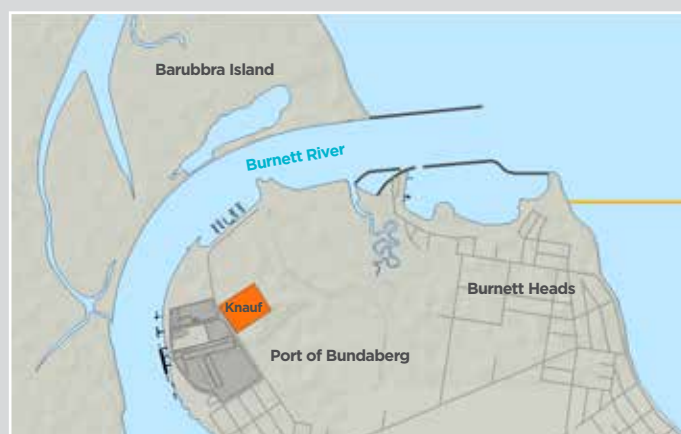 Barubbra Island
Burnett River
Knauf
Burnett Heads
Port of Bundaberg